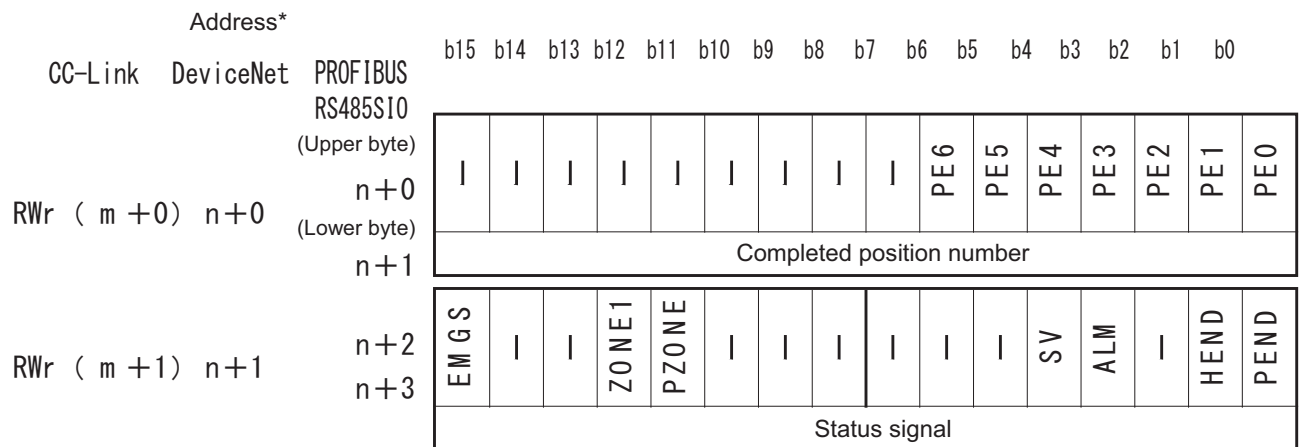 Address*
b15 b14 b13 b12 b11 b10 b9 b8 b7 b6 b5 b4 b3 b2 b1 b0
CC-Link DeviceNet PROFIBUS
RS485SIO
(Upper byte)
n+0
— — — — — — — — — PE6 PE5 PE4 PE3 PE2 PE1 PE0
RWr ( m +0) n+0
(Lower byte)
n+1
Completed position number
EMGS — — ZONE1 PZONE — — — — — — SV ALM — HEND PEND
n+2
RWr ( m +1) n+1
n+3
Status signal